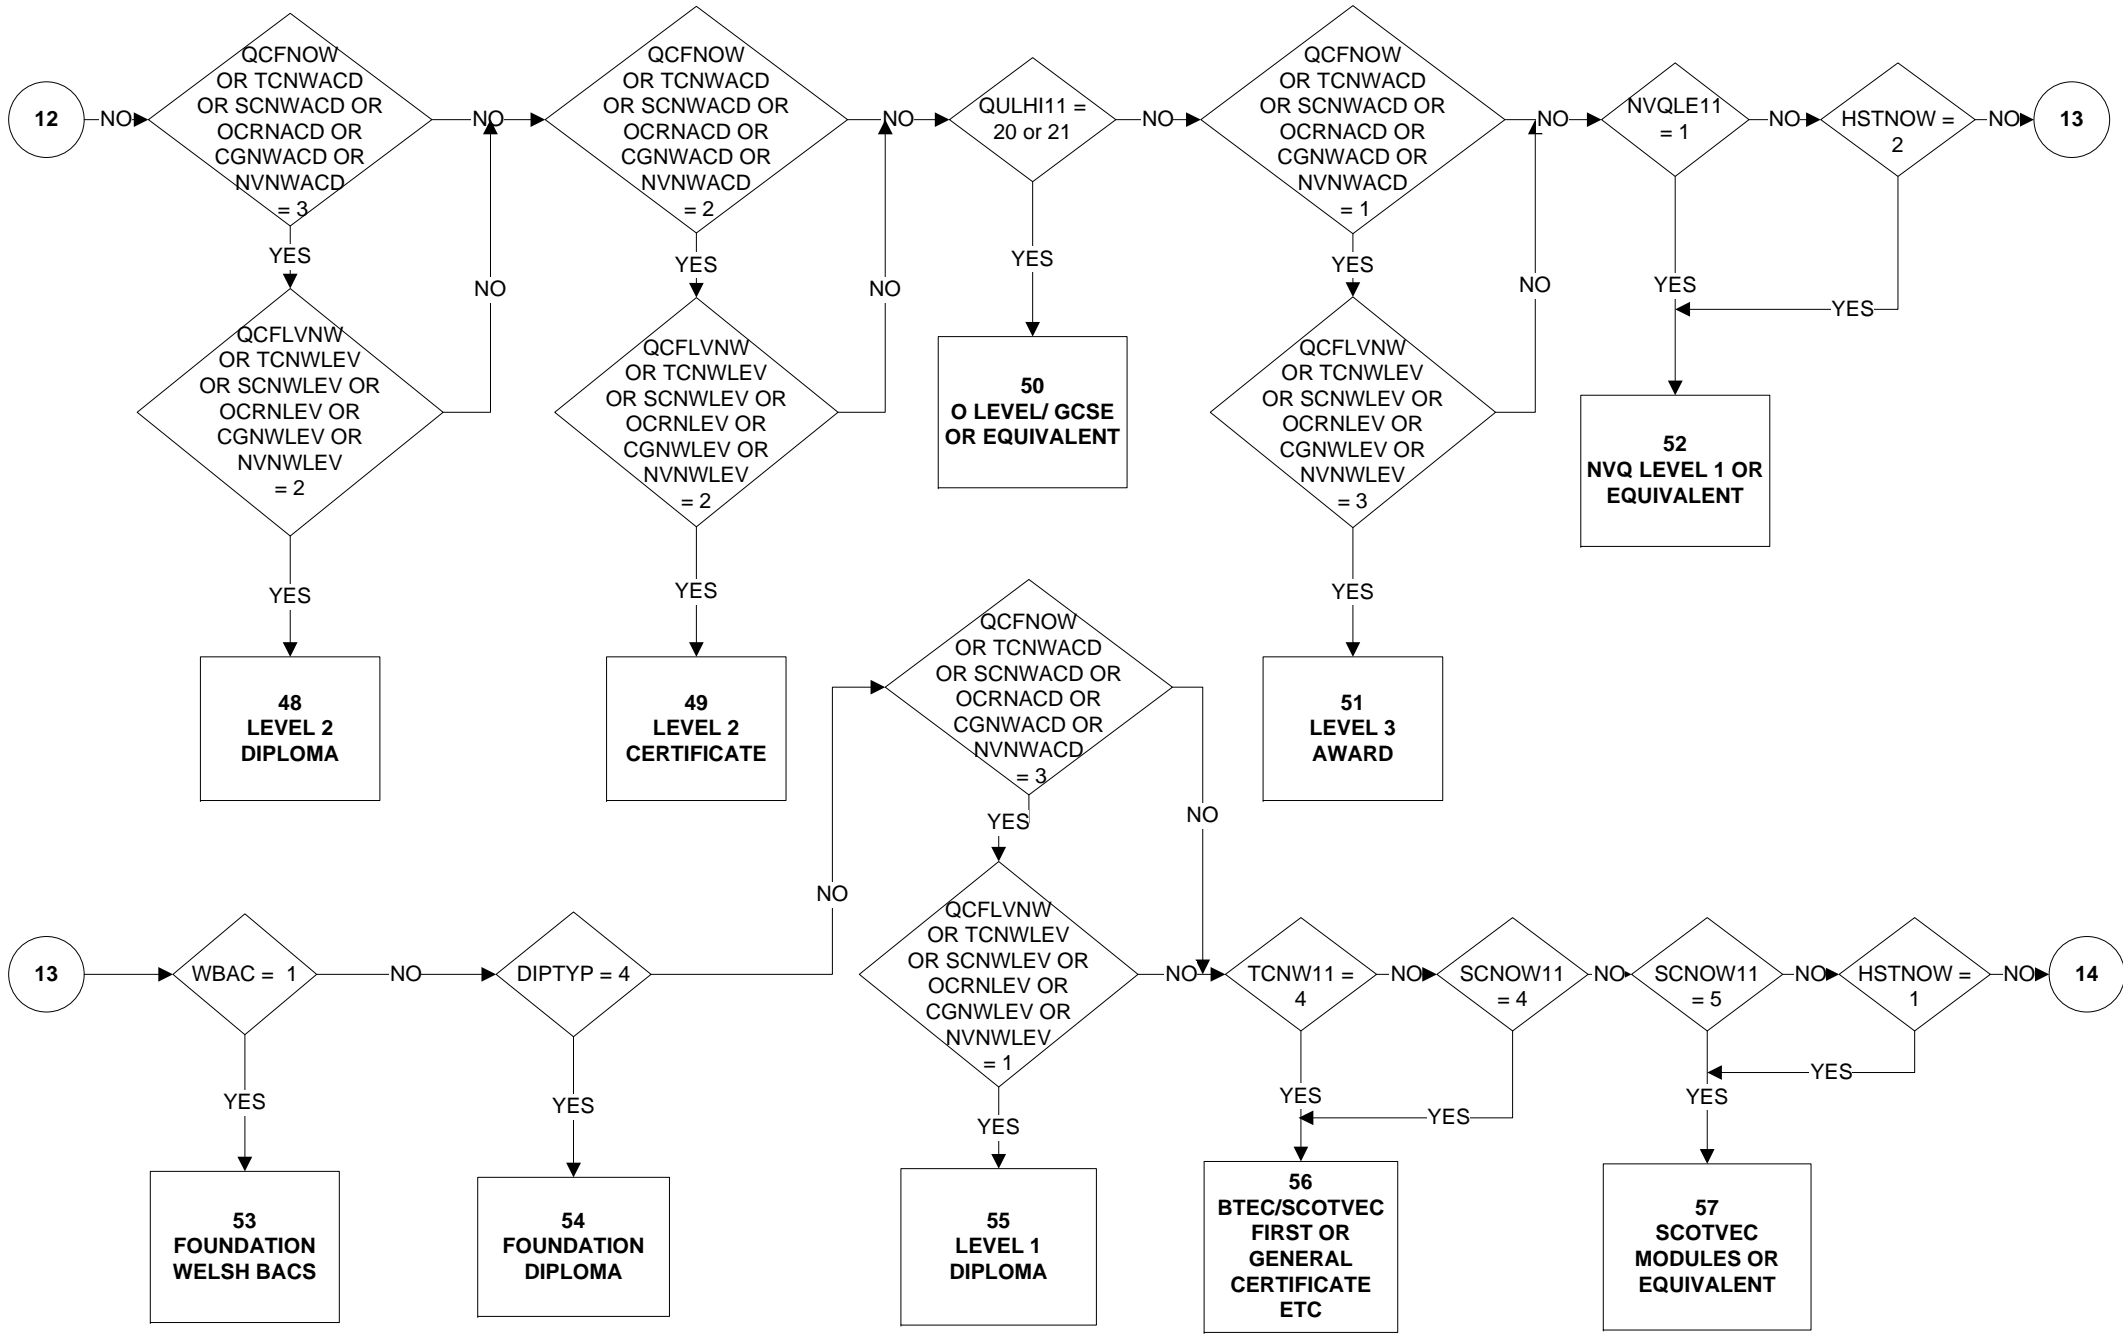 12
NO
QCFNOW
OR TCNWACD
OR SCNWACD OR
OCRNACD OR
CGNWACD OR
NVNWACD
= 3
NO
QCFNOW
OR TCNWACD
OR SCNWACD OR
OCRNACD OR
CGNWACD OR
NVNWACD
= 2
NO
QULHI11 =
20 or 21
NO
QCFNOW
OR TCNWACD
OR SCNWACD OR
OCRNACD OR
CGNWACD OR
NVNWACD
= 1
NO
NVQLE11
= 1
NO
HSTNOW =
2
NO
13
YES
YES
YES
YES
YES
YES
NO
NO
NO
QCFLVNW
OR TCNWLEV
OR SCNWLEV OR
OCRNLEV OR
CGNWLEV OR
NVNWLEV
= 2
QCFLVNW
OR TCNWLEV
OR SCNWLEV OR
OCRNLEV OR
CGNWLEV OR
NVNWLEV
= 2
50
O LEVEL/ GCSE
OR EQUIVALENT
QCFLVNW
OR TCNWLEV
OR SCNWLEV OR
OCRNLEV OR
CGNWLEV OR
NVNWLEV
= 3
52
NVQ LEVEL 1 OR
EQUIVALENT
YES
YES
YES
48
LEVEL 2
DIPLOMA
49
LEVEL 2
CERTIFICATE
51
LEVEL 3
AWARD
13
WBAC = 1
NO
DIPTYP = 4
NO
QCFNOW
OR TCNWACD
OR SCNWACD OR
OCRNACD OR
CGNWACD OR
NVNWACD
= 3
NO
YES
QCFLVNW
OR TCNWLEV
OR SCNWLEV OR
OCRNLEV OR
CGNWLEV OR
NVNWLEV
= 1
NO
TCNW11 =
4
NO
SCNOW11
= 4
NO
SCNOW11
= 5
NO
HSTNOW =
1
NO
14
YES
YES
YES
YES
YES
YES
YES
53
FOUNDATION
WELSH BACS
54
FOUNDATION
DIPLOMA
55
LEVEL 1
DIPLOMA
56
BTEC/SCOTVEC
FIRST OR
GENERAL
CERTIFICATE
ETC
57
SCOTVEC
MODULES OR
EQUIVALENT